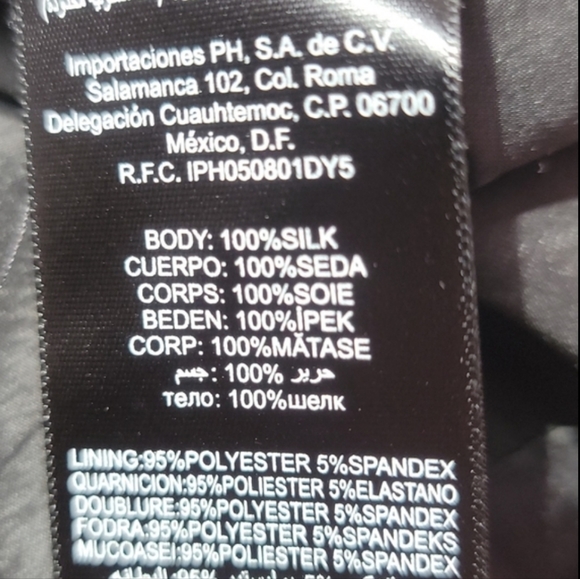 Importaciones PH, S.A. de C.V.
Salamanca 102, Col. Roma
Delegación Cuauhtemoc, C.P. 06700
México, D.F.
R.F.C. IPH050801DY5
BODY: 100%SILK
CUERPO: 100%SEDA
CORPS: 100%SOIE
BEDEN: 100%İPEK
CORP: 100%MĂTASE
جسم: 100% حرير
тело: 100%шелк
LINING:95%POLYESTER 5%SPANDEX
QUARNICION:95%POLIESTER 5%ELASTANO
DOUBLURE:95%POLYESTER 5%SPANDEX
FODRA:95%POLYESTER 5%SPANDEKS
MUCOASEI:95%POLIESTER 5%SPANDEX